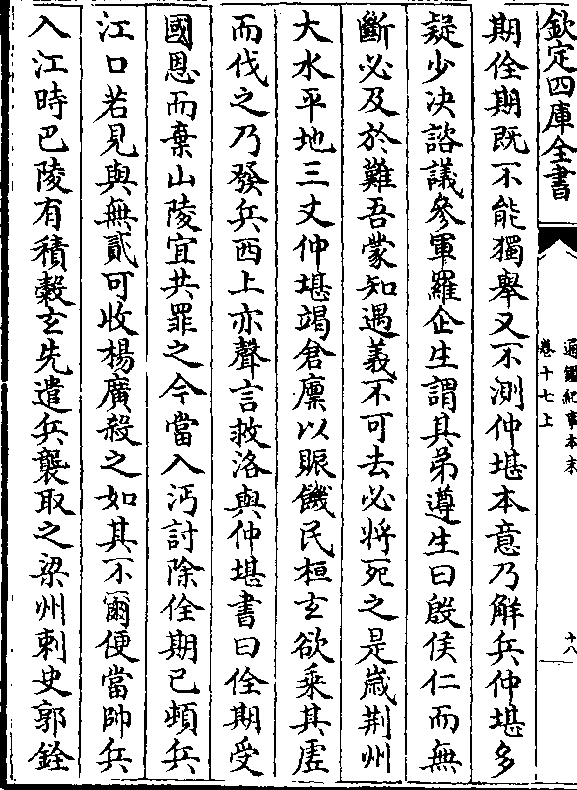 欽定四庫全書
通鑑紀事本末
卷十七上
十八
期佺期既不能獨舉又不測仲堪本意乃解兵仲堪多
疑少決諮議參軍羅企生謂其弟遵生曰殷侯仁而無
斷必及於難吾蒙知遇義不可去必將死之是嵗荆州
大水平地三丈仲堪竭倉廪以賑饑民桓玄欲乘其虛
而伐之乃發兵西上亦聲言救洛與仲堪書曰佺期受
國恩而棄山陵宜共罪之今當入沔討除佺期已頓兵
江口若見與無貳可收楊廣殺之如其不爾便當帥兵
入江時巴陵有積穀玄先遣兵襲取之梁州刺史郭銓